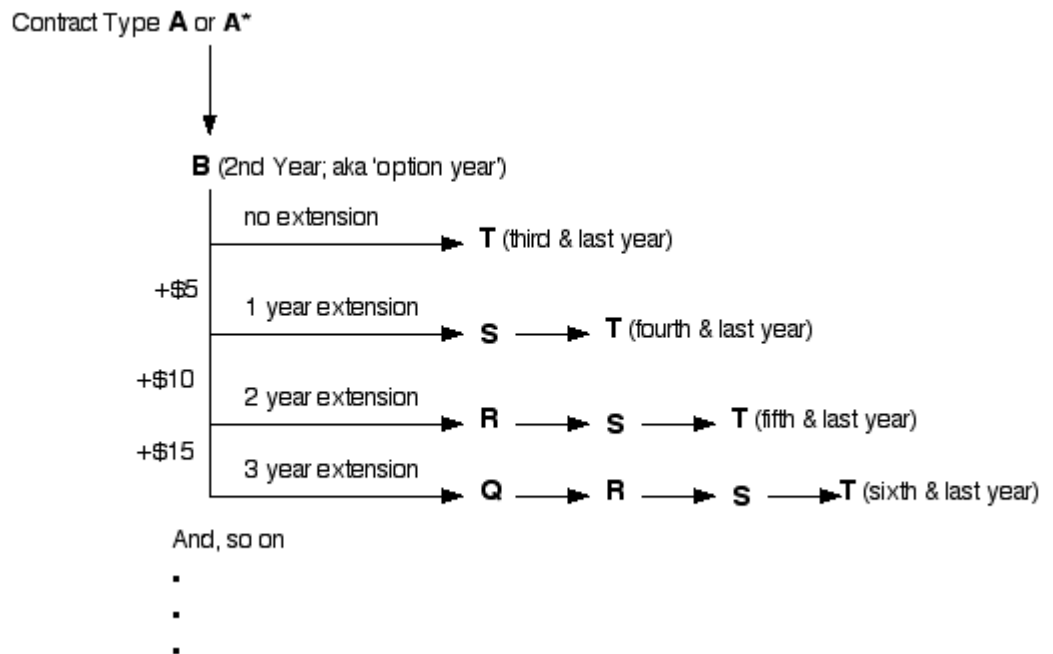 Contract Type A or A*
B (2nd Year; aka 'option year')
no extension
T (third & last year)
+$5
1 year extension
S
T (fourth & last year)
+$10
2 year extension
R
S
T (fifth & last year)
+$15
3 year extension
Q
R
S
T (sixth & last year)
And, so on
.
.
.